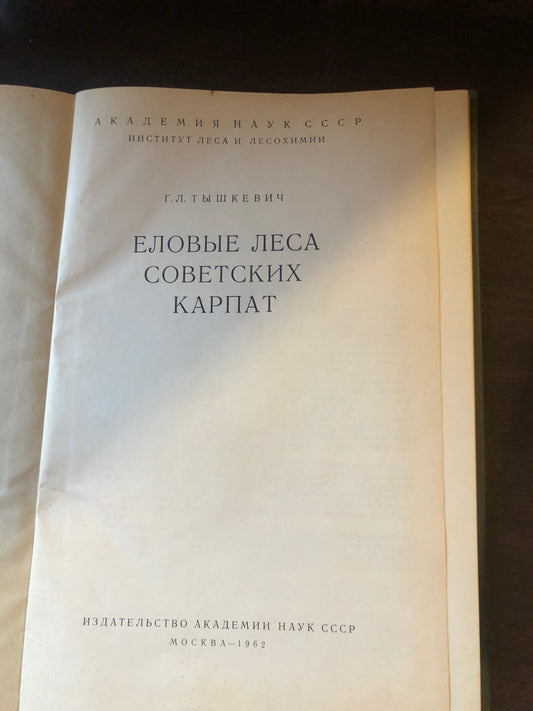 АКАДЕМИЯ НАУК СССР
ИНСТИТУТ ЛЕСА И ЛЕСОХИМИИ
Г. Л. ТЫШКЕВИЧ
ЕЛОВЫЕ ЛЕСА
СОВЕТСКИХ
КАРПАТ
ИЗДАТЕЛЬСТВО АКАДЕМИИ НАУК СССР
МОСКВА—1962